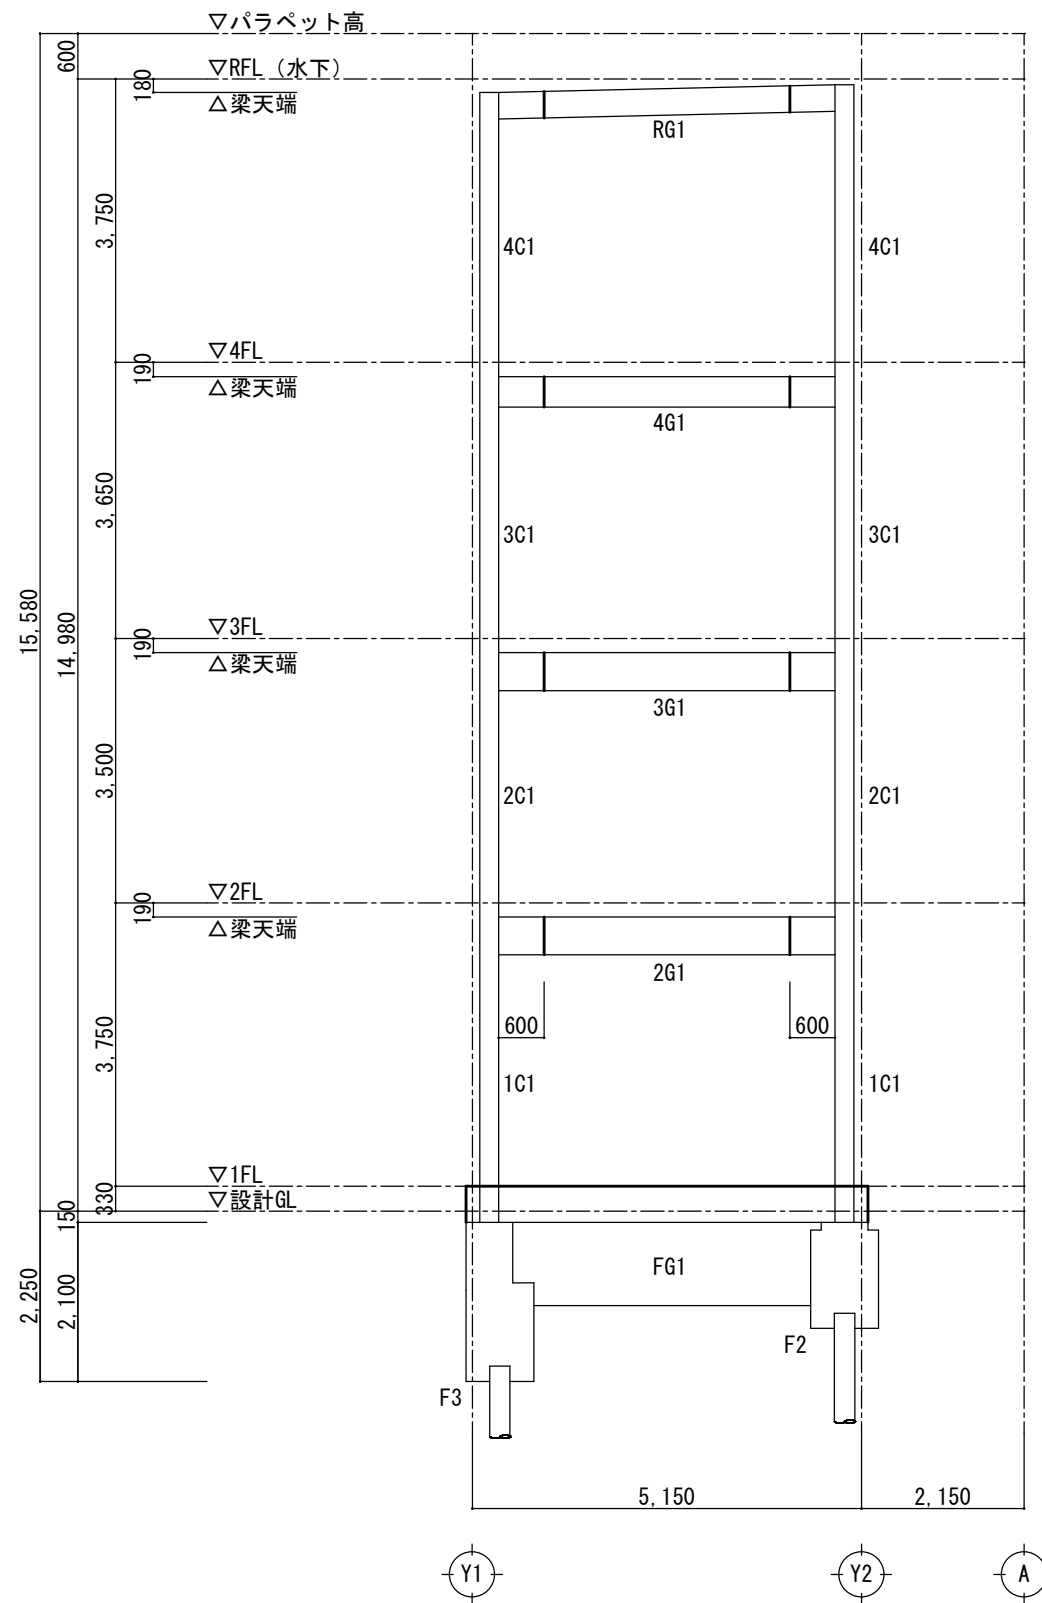 ▽パラペット高
600
▽RFL（水下）
180
△梁天端
RG1
3,750
4C1
4C1
▽4FL
190
△梁天端
4G1
3,650
3C1
3C1
15,580
14,980
▽3FL
190
△梁天端
3G1
3,500
2C1
2C1
▽2FL
190
△梁天端
2G1
600
600
3,750
1C1
1C1
▽1FL
330
▽設計GL
150
FG1
2,250
2,100
F2
F3
5,150
2,150
Y1
Y2
A